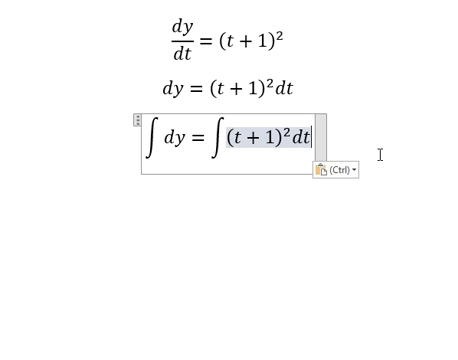 dy/dt = (t + 1)²
dy = (t + 1)²dt
∫ dy = ∫ (t + 1)²dt
(Ctrl)